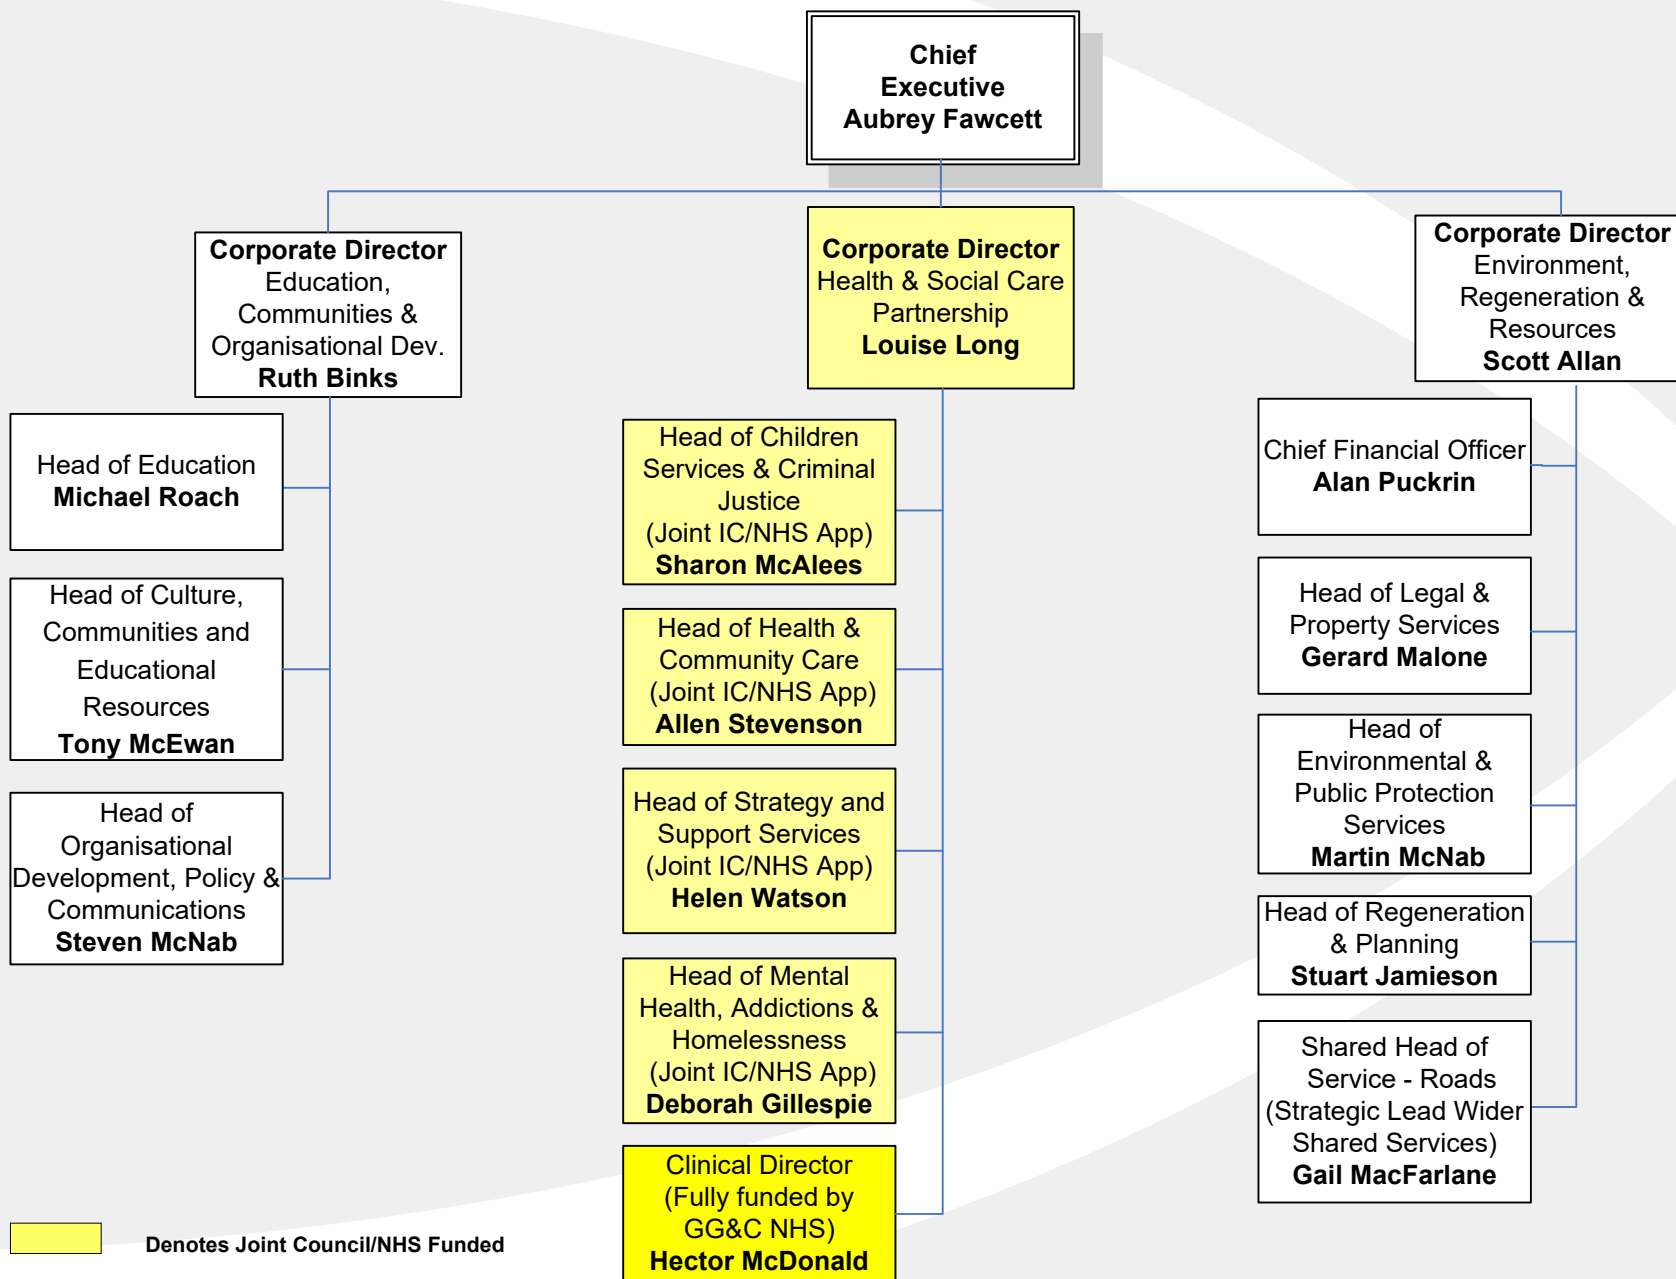 Chief
Executive
Aubrey Fawcett
Corporate Director
Education,
Communities &
Organisational Dev.
Ruth Binks
Head of Education
Michael Roach
Head of Culture,
Communities and
Educational
Resources
Tony McEwan
Head of
Organisational
Development, Policy &
Communications
Steven McNab
Corporate Director
Health & Social Care
Partnership
Louise Long
Head of Children
Services & Criminal
Justice
(Joint IC/NHS App)
Sharon McAlees
Head of Health &
Community Care
(Joint IC/NHS App)
Allen Stevenson
Head of Strategy and
Support Services
(Joint IC/NHS App)
Helen Watson
Head of Mental
Health, Addictions &
Homelessness
(Joint IC/NHS App)
Deborah Gillespie
Clinical Director
(Fully funded by
GG&C NHS)
Hector McDonald
Corporate Director
Environment,
Regeneration &
Resources
Scott Allan
Chief Financial Officer
Alan Puckrin
Head of Legal &
Property Services
Gerard Malone
Head of
Environmental &
Public Protection
Services
Martin McNab
Head of Regeneration
& Planning
Stuart Jamieson
Shared Head of
Service - Roads
(Strategic Lead Wider
Shared Services)
Gail MacFarlane
Denotes Joint Council/NHS Funded